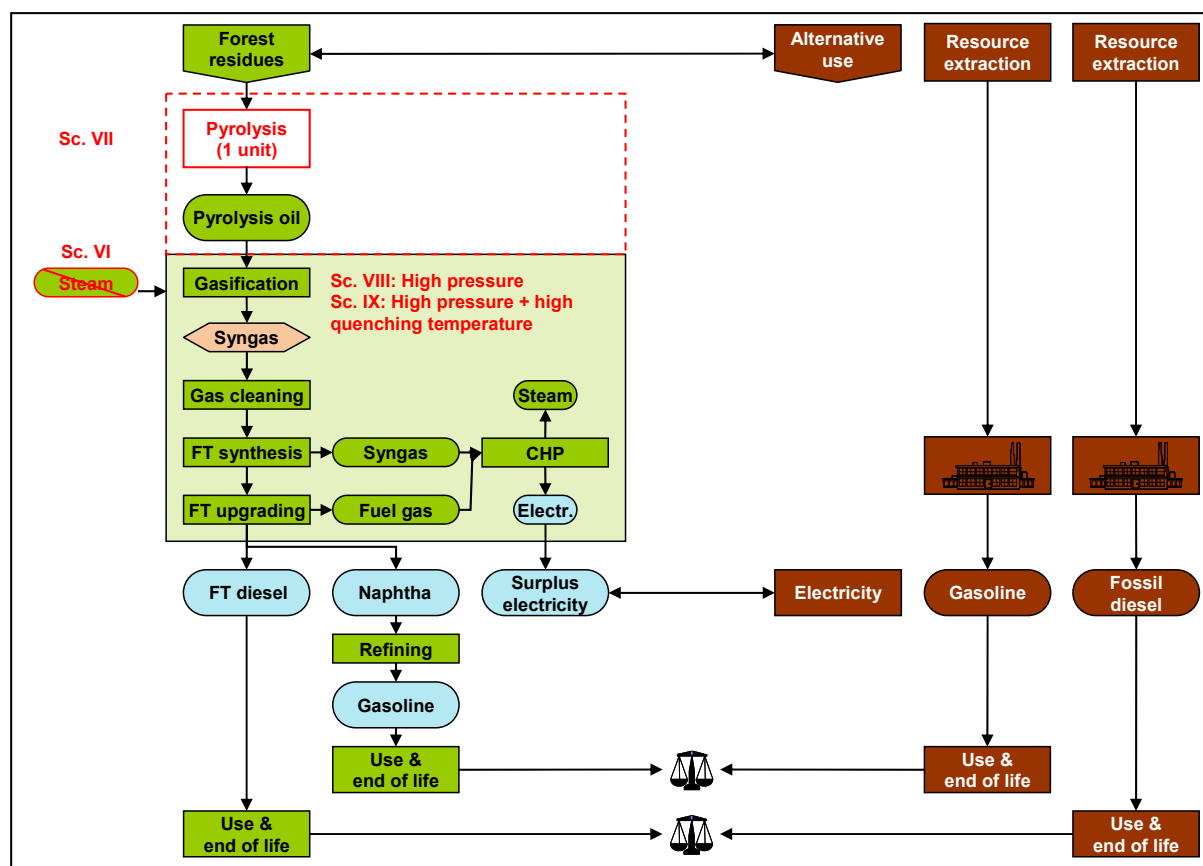 Forest
residues
Alternative
use
Resource
extraction
Resource
extraction
Sc. VII
Pyrolysis
(1 unit)
Pyrolysis oil
Sc. VI
Steam
Gasification
Sc. VIII: High pressure
Sc. IX: High pressure + high
quenching temperature
Syngas
Gas cleaning
Steam
FT synthesis
Syngas
CHP
FT upgrading
Fuel gas
Electr.
FT diesel
Naphtha
Surplus
electricity
Electricity
Gasoline
Fossil
diesel
Refining
Gasoline
Use &
end of life
Use &
end of life
Use &
end of life
Use &
end of life